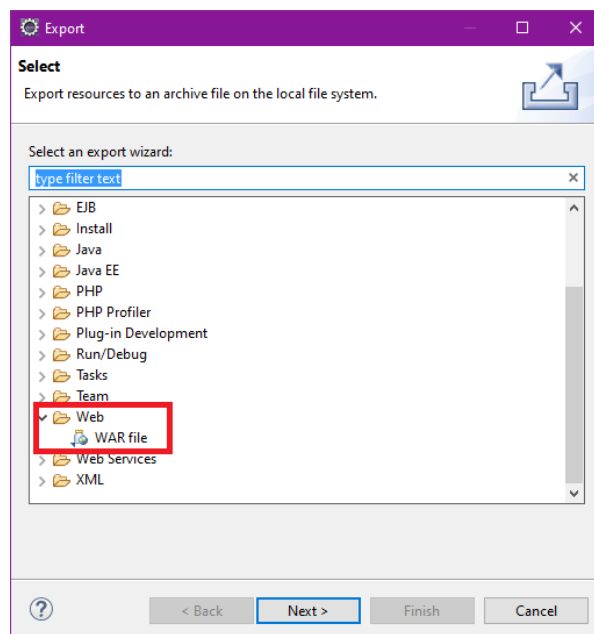 Export
Select
Export resources to an archive file on the local file system.
Select an export wizard:
type filter text
EJB
Install
Java
Java EE
PHP
PHP Profiler
Plug-in Development
Run/Debug
Tasks
Team
Web
WAR file
Web Services
XML
? < Back Next > Finish Cancel